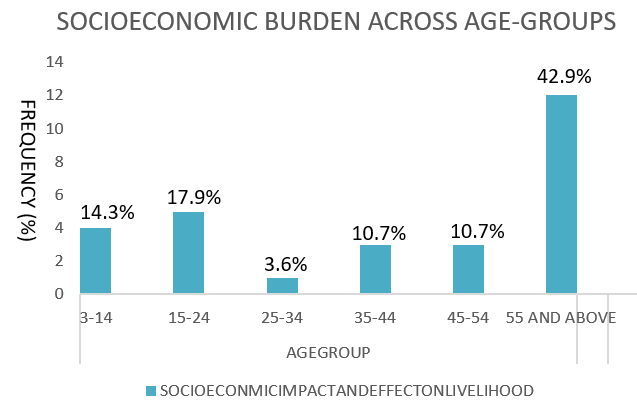 SOCIOECONOMIC BURDEN ACROSS AGE-GROUPS
FREQUENCY (%)
14
12
10
8
6
4
2
0
14.3%
17.9%
3.6%
10.7%
10.7%
42.9%
3-14 15-24 25-34 35-44 45-54 55 AND ABOVE
AGEGROUP
SOCIOECONMICIMPACTANDEFFECTONLIVELIHOOD